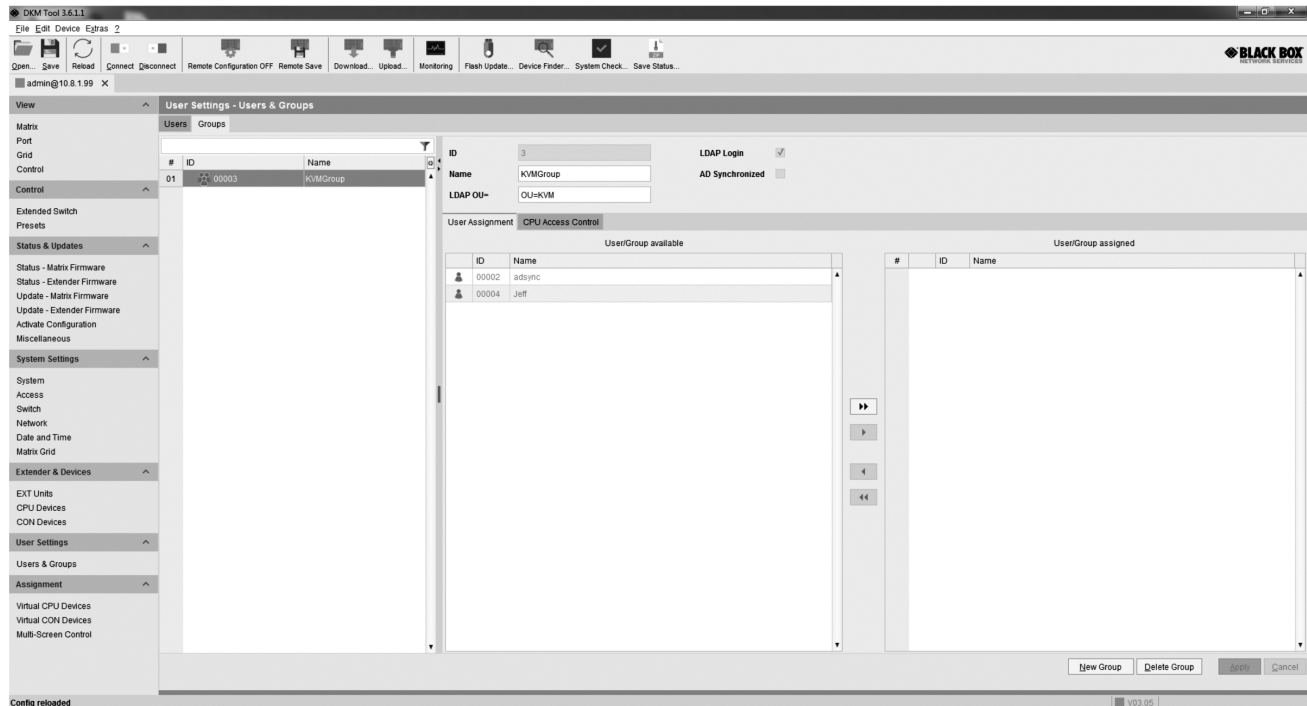 DKM Tool 3.6.1.1
File Edit Device Extras ?
Open... Save Reload Connect Disconnect Remote Configuration OFF Remote Save Download... Upload... Monitoring Flash Update... Device Finder... System Check... Save Status...
BLACK BOX
NETWORK SERVICES
admin@10.8.1.99 X
View
Matrix
Port
Grid
Control
Control
Extended Switch
Presets
Status & Updates
Status - Matrix Firmware
Status - Extender Firmware
Update - Matrix Firmware
Update - Extender Firmware
Activate Configuration
Miscellaneous
System Settings
System
Access
Switch
Network
Date and Time
Matrix Grid
Extender & Devices
EXT Units
CPU Devices
CON Devices
User Settings
Users & Groups
Assignment
Virtual CPU Devices
Virtual CON Devices
Multi-Screen Control
User Settings - Users & Groups
Users Groups
# ID Name
01 00003 KVMGroup
ID 3 LDAP Login
Name KVMGroup AD Synchronized
LDAP OU= OU=KVM
User Assignment CPU Access Control
User/Group available
ID Name
00002 adsync
00004 Jeff
User/Group assigned
# ID Name
New Group Delete Group Apply Cancel
Config reloaded V03.05